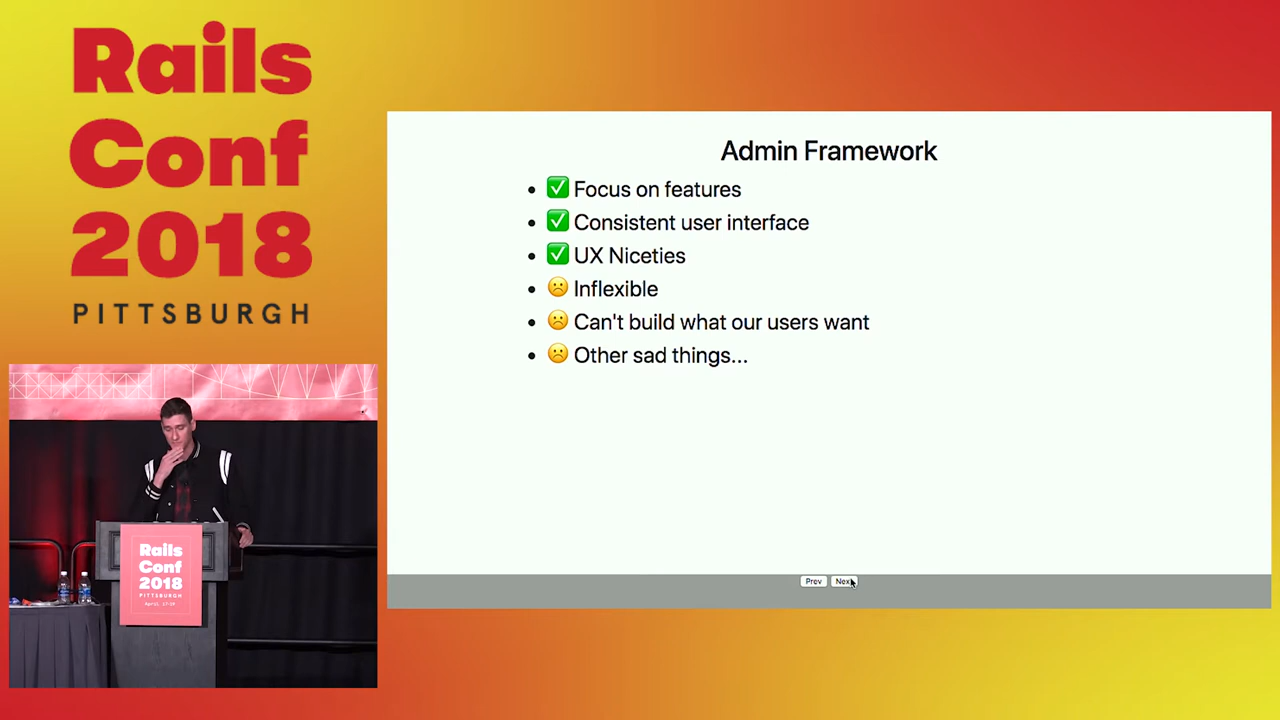 Rails
Conf
2018
PITTSBURGH
Admin Framework
• ✅ Focus on features
• ✅ Consistent user interface
• ✅ UX Niceties
• ☹️ Inflexible
• ☹️ Can't build what our users want
• ☹️ Other sad things...
Prev Next
Rails
Conf
2018
PITTSBURGH